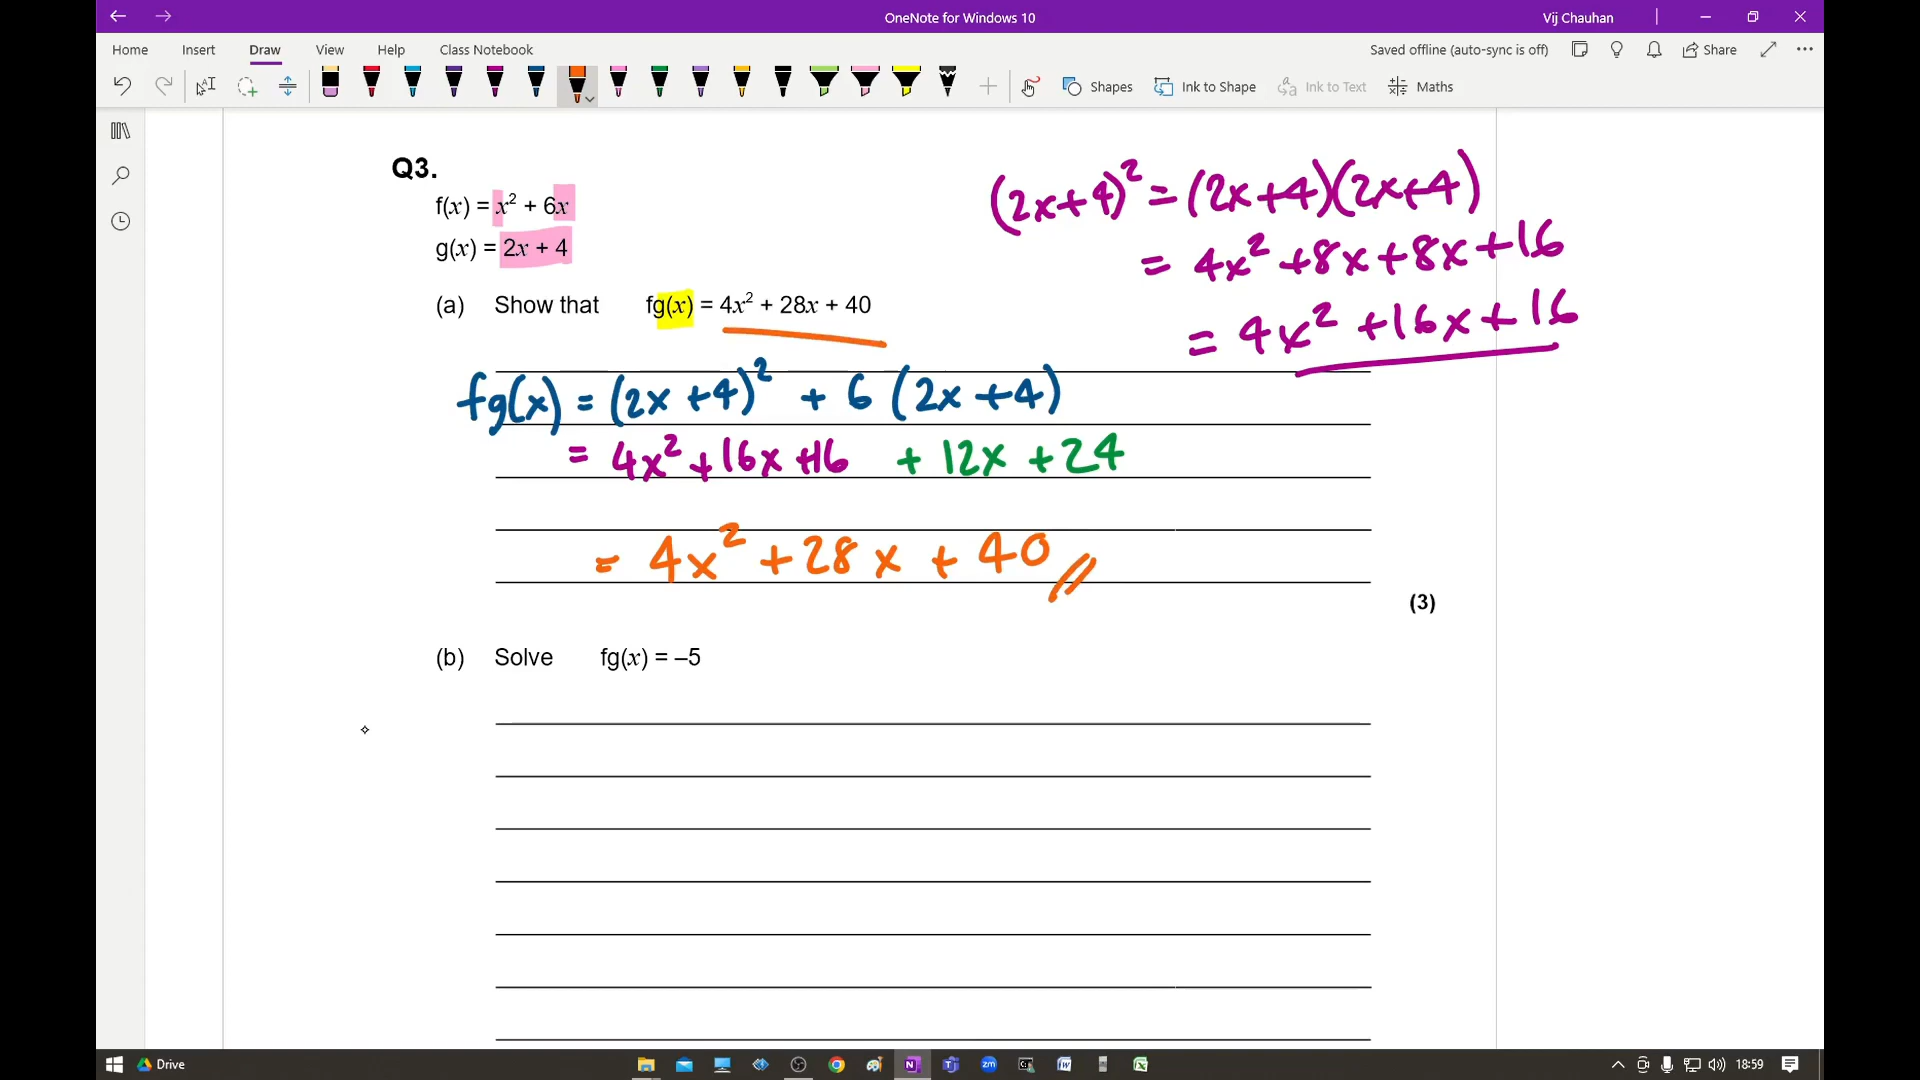 OneNote for Windows 10
Vij Chauhan
Home Insert Draw View Help Class Notebook
Saved offline (auto-sync is off) Share
Shapes Ink to Shape Ink to Text Maths
Q3.
f(x) = x² + 6x
g(x) = 2x + 4
(a) Show that fg(x) = 4x² + 28x + 40
(2x+4)² = (2x+4)(2x+4)
= 4x² +8x+8x+16
= 4x² +16x+16
fg(x) = (2x +4)² + 6 (2x +4)
= 4x² +16x +16 + 12x +24
= 4x² +28x + 40
(3)
(b) Solve fg(x) = –5
Drive
18:59